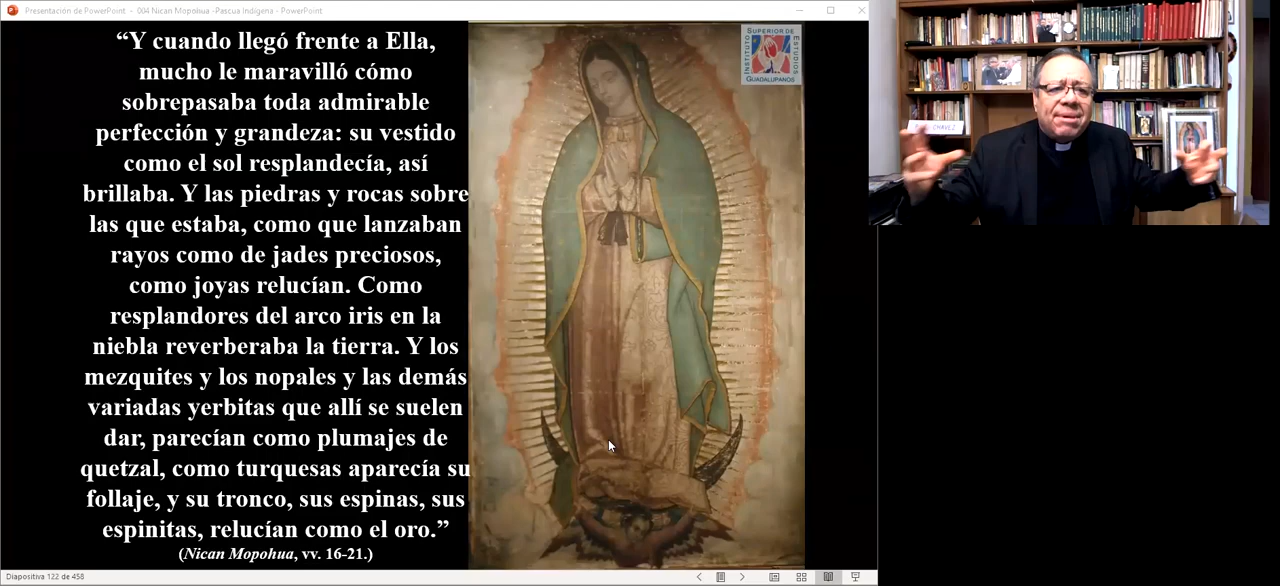 Presentación de PowerPoint - 004 Nican Mopohua -Pascua Indígena - PowerPoint
“Y cuando llegó frente a Ella,
mucho le maravilló cómo
sobrepasaba toda admirable
perfección y grandeza: su vestido
como el sol resplandecía, así
brillaba. Y las piedras y rocas sobre
las que estaba, como que lanzaban
rayos como de jades preciosos,
como joyas relucían. Como
resplandores del arco iris en la
niebla reverberaba la tierra. Y los
mezquites y los nopales y las demás
variadas yerbitas que allí se suelen
dar, parecían como plumajes de
quetzal, como turquesas aparecía su
follaje, y su tronco, sus espinas, sus
espinitas, relucían como el oro.”
(Nican Mopohua, vv. 16-21.)
INSTITUTO SUPERIOR DE ESTUDIOS GUADALUPANOS
CHAVEZ
Diapositiva 122 de 458